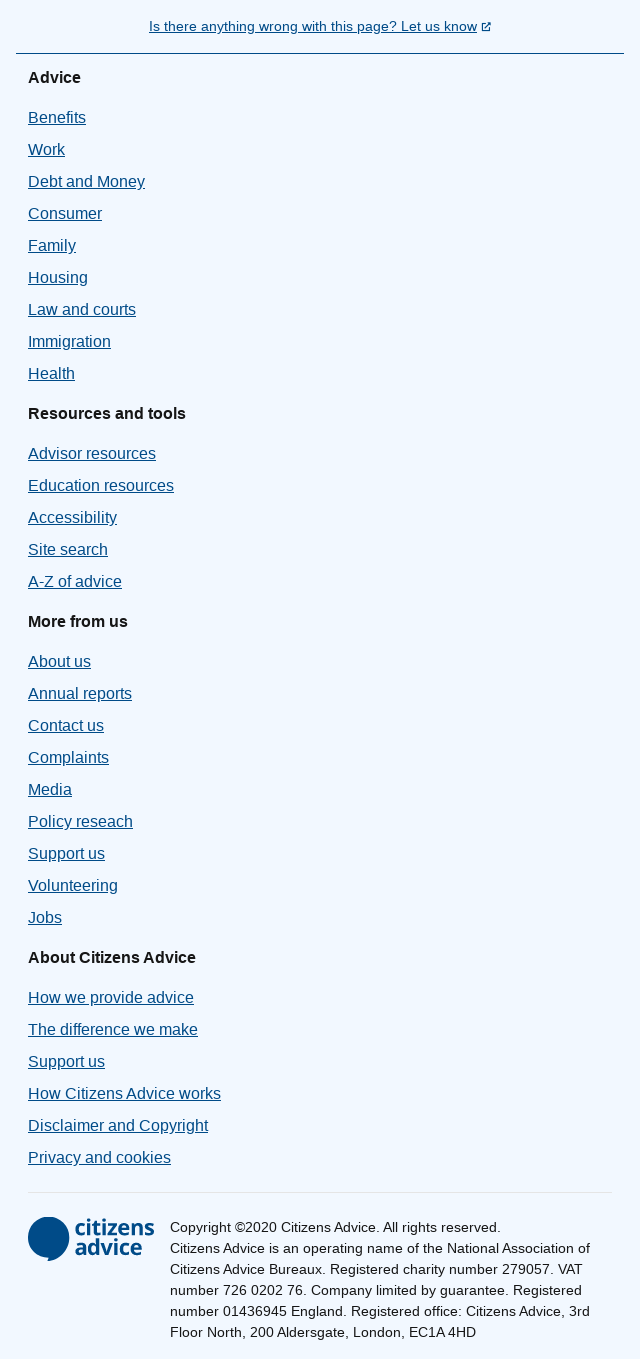 Is there anything wrong with this page? Let us know
Advice
Benefits
Work
Debt and Money
Consumer
Family
Housing
Law and courts
Immigration
Health
Resources and tools
Advisor resources
Education resources
Accessibility
Site search
A-Z of advice
More from us
About us
Annual reports
Contact us
Complaints
Media
Policy reseach
Support us
Volunteering
Jobs
About Citizens Advice
How we provide advice
The difference we make
Support us
How Citizens Advice works
Disclaimer and Copyright
Privacy and cookies
citizens
advice
Copyright ©2020 Citizens Advice. All rights reserved.
Citizens Advice is an operating name of the National Association of
Citizens Advice Bureaux. Registered charity number 279057. VAT
number 726 0202 76. Company limited by guarantee. Registered
number 01436945 England. Registered office: Citizens Advice, 3rd
Floor North, 200 Aldersgate, London, EC1A 4HD